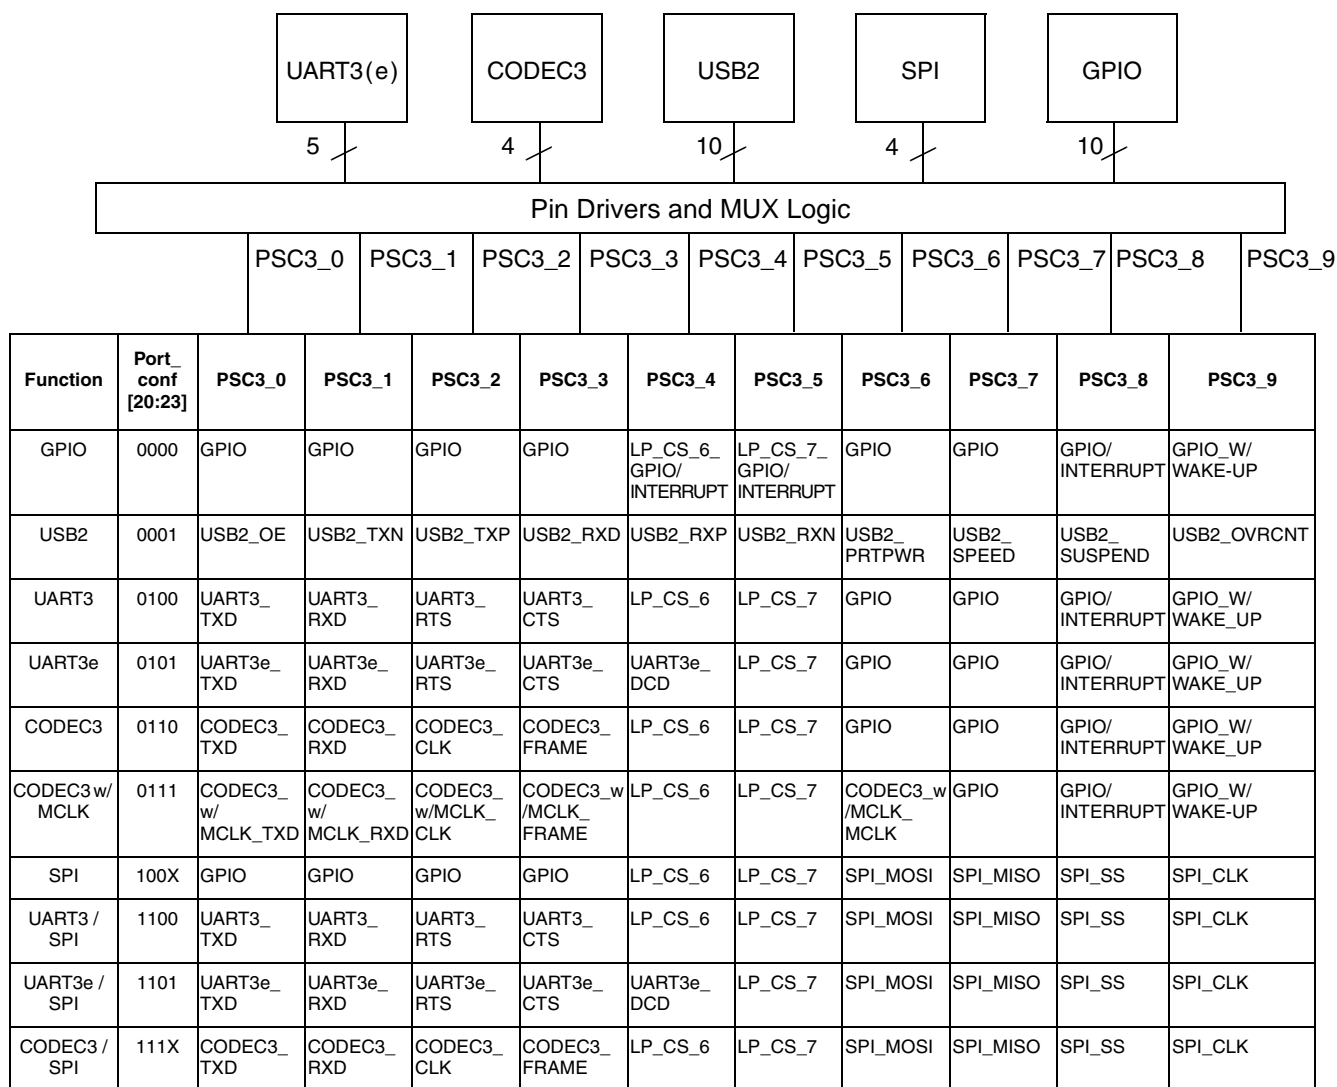 UART3(e) CODEC3 USB2 SPI GPIO
5 4 10 4 10
Pin Drivers and MUX Logic
PSC3_0 PSC3_1 PSC3_2 PSC3_3 PSC3_4 PSC3_5 PSC3_6 PSC3_7 PSC3_8 PSC3_9
Function Port_ conf [20:23] PSC3_0 PSC3_1 PSC3_2 PSC3_3 PSC3_4 PSC3_5 PSC3_6 PSC3_7 PSC3_8 PSC3_9
GPIO 0000 GPIO GPIO GPIO GPIO LP_CS_6_ GPIO/ INTERRUPT LP_CS_7_ GPIO/ INTERRUPT GPIO GPIO GPIO/ INTERRUPT GPIO_W/ WAKE-UP
USB2 0001 USB2_OE USB2_TXN USB2_TXP USB2_RXD USB2_RXP USB2_RXN USB2_ PRTPWR USB2_ SPEED USB2_ SUSPEND USB2_OVRCNT
UART3 0100 UART3_ TXD UART3_ RXD UART3_ RTS UART3_ CTS LP_CS_6 LP_CS_7 GPIO GPIO GPIO/ INTERRUPT GPIO_W/ WAKE_UP
UART3e 0101 UART3e_ TXD UART3e_ RXD UART3e_ RTS UART3e_ CTS UART3e_ DCD LP_CS_7 GPIO GPIO GPIO/ INTERRUPT GPIO_W/ WAKE_UP
CODEC3 0110 CODEC3_ TXD CODEC3_ RXD CODEC3_ CLK CODEC3_ FRAME LP_CS_6 LP_CS_7 GPIO GPIO GPIO/ INTERRUPT GPIO_W/ WAKE_UP
CODEC3 w/ MCLK 0111 CODEC3_ w/ MCLK_TXD CODEC3_ w/ MCLK_RXD CODEC3_ w/MCLK_ CLK CODEC3_w /MCLK_ FRAME LP_CS_6 LP_CS_7 CODEC3_w /MCLK_ MCLK GPIO GPIO/ INTERRUPT GPIO_W/ WAKE-UP
SPI 100X GPIO GPIO GPIO GPIO LP_CS_6 LP_CS_7 SPI_MOSI SPI_MISO SPI_SS SPI_CLK
UART3 / SPI 1100 UART3_ TXD UART3_ RXD UART3_ RTS UART3_ CTS LP_CS_6 LP_CS_7 SPI_MOSI SPI_MISO SPI_SS SPI_CLK
UART3e / SPI 1101 UART3e_ TXD UART3e_ RXD UART3e_ RTS UART3e_ CTS UART3e_ DCD LP_CS_7 SPI_MOSI SPI_MISO SPI_SS SPI_CLK
CODEC3 / SPI 111X CODEC3_ TXD CODEC3_ RXD CODEC3_ CLK CODEC3_ FRAME LP_CS_6 LP_CS_7 SPI_MOSI SPI_MISO SPI_SS SPI_CLK